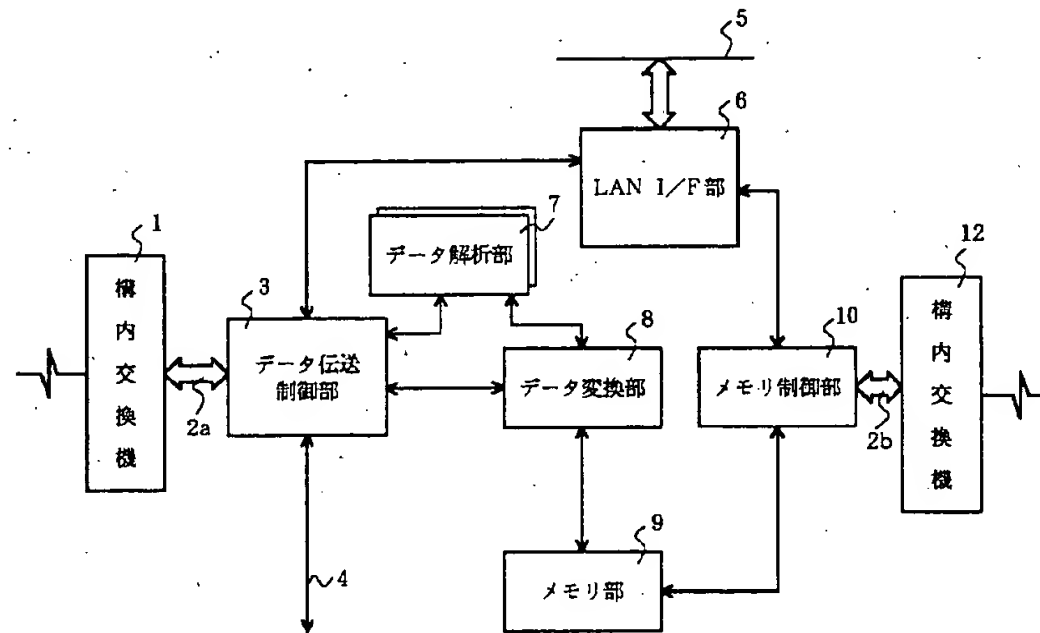 5
6
LAN I/F部
7
データ解析部
1
構内交換機
3
データ伝送
制御部
2a
8
データ変換部
10
メモリ制御部
2b
12
構内交換機
4
9
メモリ部